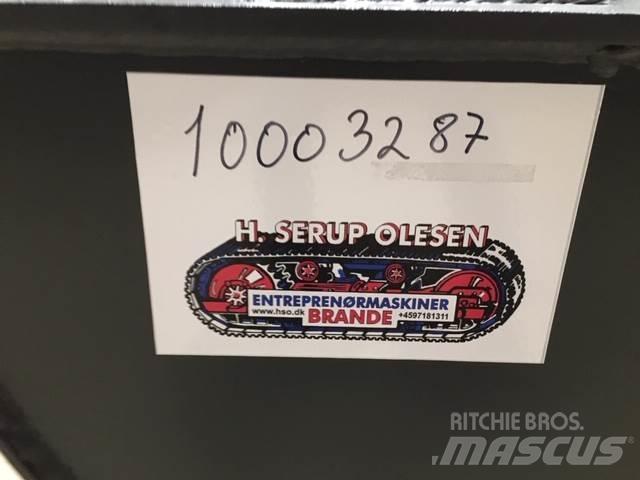 10003287
H. SERUP OLESEN
ENTREPRENØRMASKINER
www.hso.dk BRANDE +4597181311
RITCHIE BROS.
MASCUS